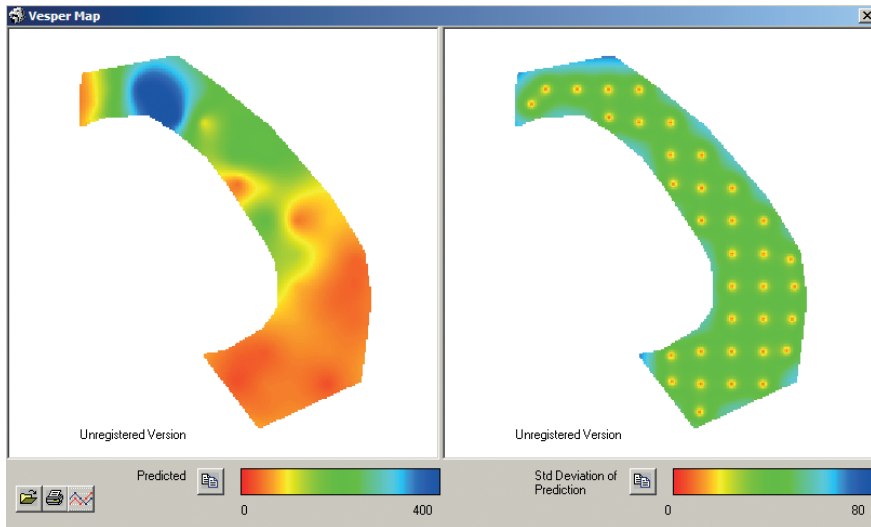 Vesper Map
Unregistered Version
Unregistered Version
Predicted
0
400
Std Deviation of
Prediction
0
80